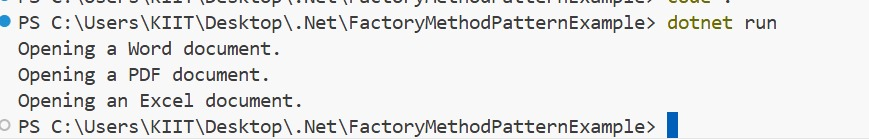 PS C:\Users\KIIT\Desktop\.Net\FactoryMethodPatternExample> code .
PS C:\Users\KIIT\Desktop\.Net\FactoryMethodPatternExample> dotnet run
Opening a Word document.
Opening a PDF document.
Opening an Excel document.
PS C:\Users\KIIT\Desktop\.Net\FactoryMethodPatternExample>